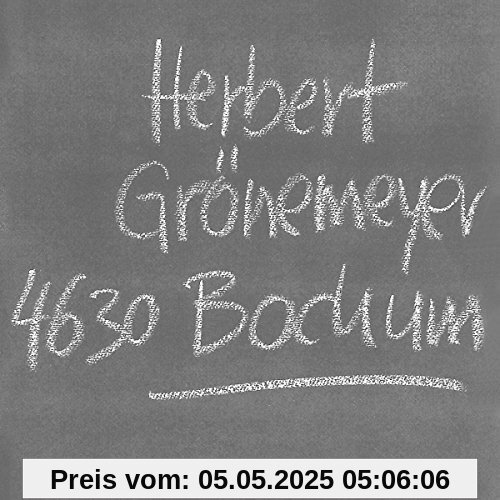 Herbert
Grönemeyer
4630 Bochum
Preis vom: 05.05.2025 05:06:06